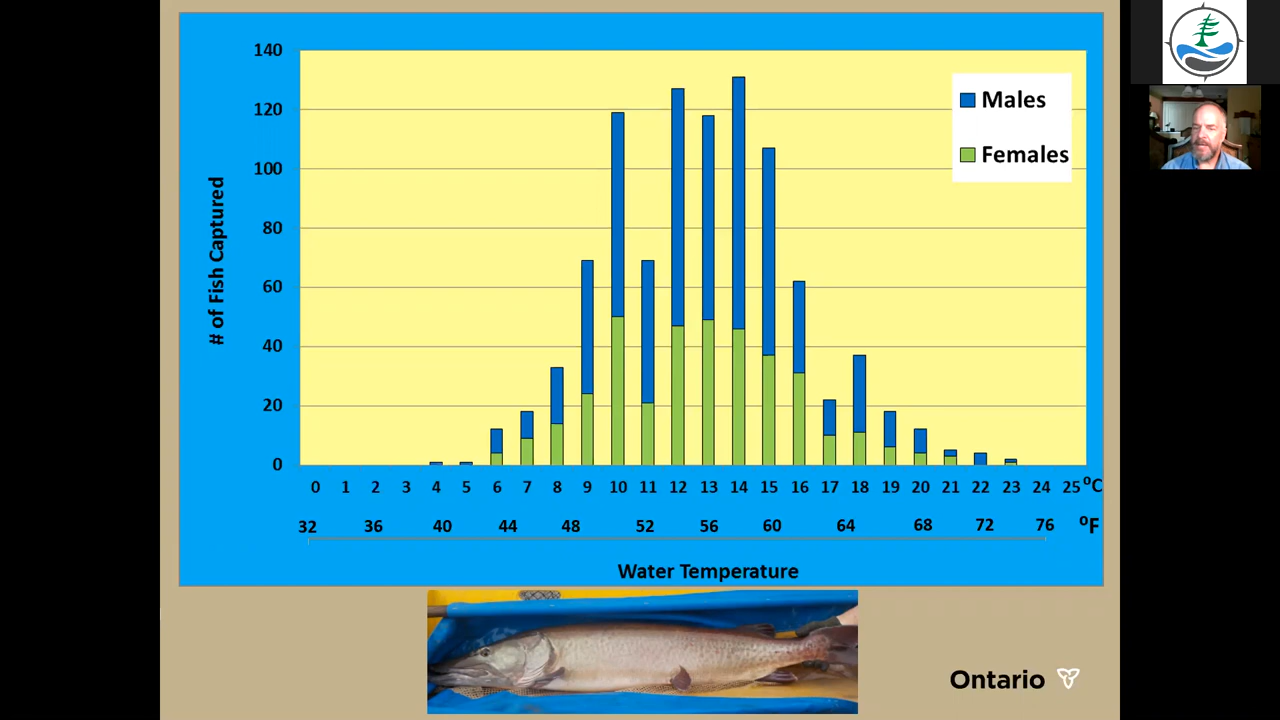 140
120
100
80
60
40
20
0
# of Fish Captured
Males
Females
0 1 2 3 4 5 6 7 8 9 10 11 12 13 14 15 16 17 18 19 20 21 22 23 24 25 ºC
32 36 40 44 48 52 56 60 64 68 72 76 ºF
Water Temperature
Ontario